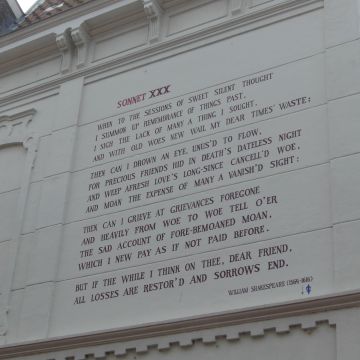 SONNET XXX
WHEN TO THE SESSIONS OF SWEET SILENT THOUGHT
I SUMMON UP REMEMBRANCE OF THINGS PAST,
I SIGH THE LACK OF MANY A THING I SOUGHT,
AND WITH OLD WOES NEW WAIL MY DEAR TIMES' WASTE:
THEN CAN I DROWN AN EYE, UNUS'D TO FLOW,
FOR PRECIOUS FRIENDS HID IN DEATH'S DATELESS NIGHT
AND WEEP AFRESH LOVE'S LONG-SINCE CANCELL'D WOE,
AND MOAN THE EXPENSE OF MANY A VANISH'D SIGHT:
THEN CAN I GRIEVE AT GRIEVANCES FOREGONE
AND HEAVILY FROM WOE TO WOE TELL O'ER
THE SAD ACCOUNT OF FORE-BEMOANED MOAN,
WHICH I NEW PAY AS IF NOT PAID BEFORE.
BUT IF THE WHILE I THINK ON THEE, DEAR FRIEND,
ALL LOSSES ARE RESTOR'D AND SORROWS END.
WILLIAM SHAKESPEARE (1564-1616)